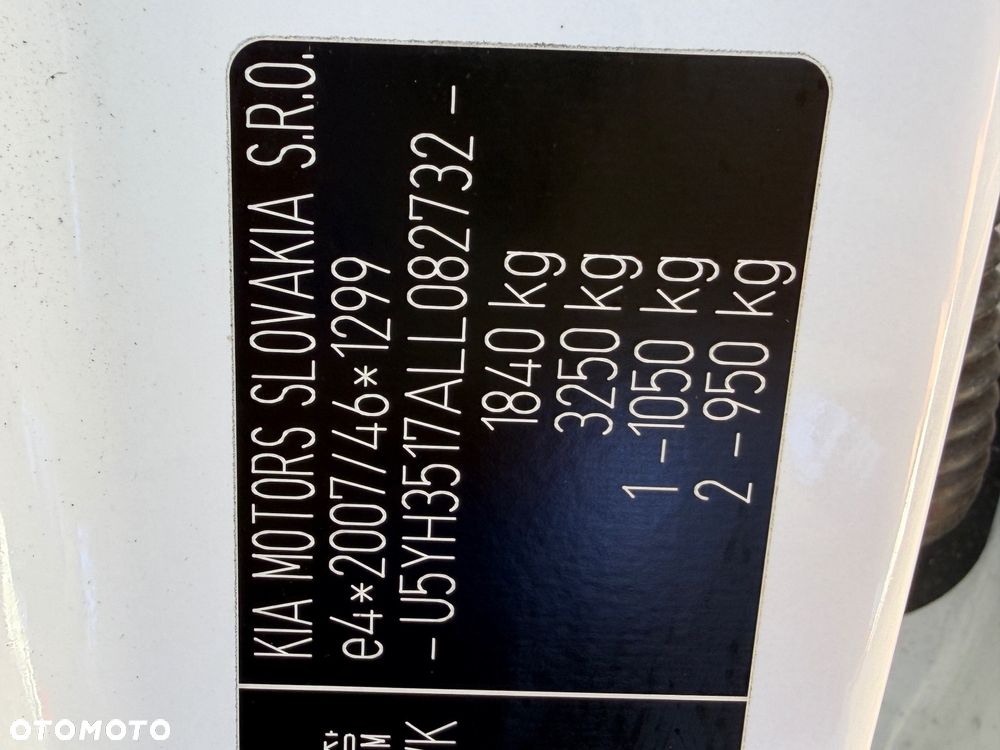 KIA MOTORS SLOVAKIA S.R.O.
e4*2007/46*1299
- U5YH3517ALL082732 -
1840 kg
3250 kg
1 -1050 kg
2 - 950 kg
OTOMOTO